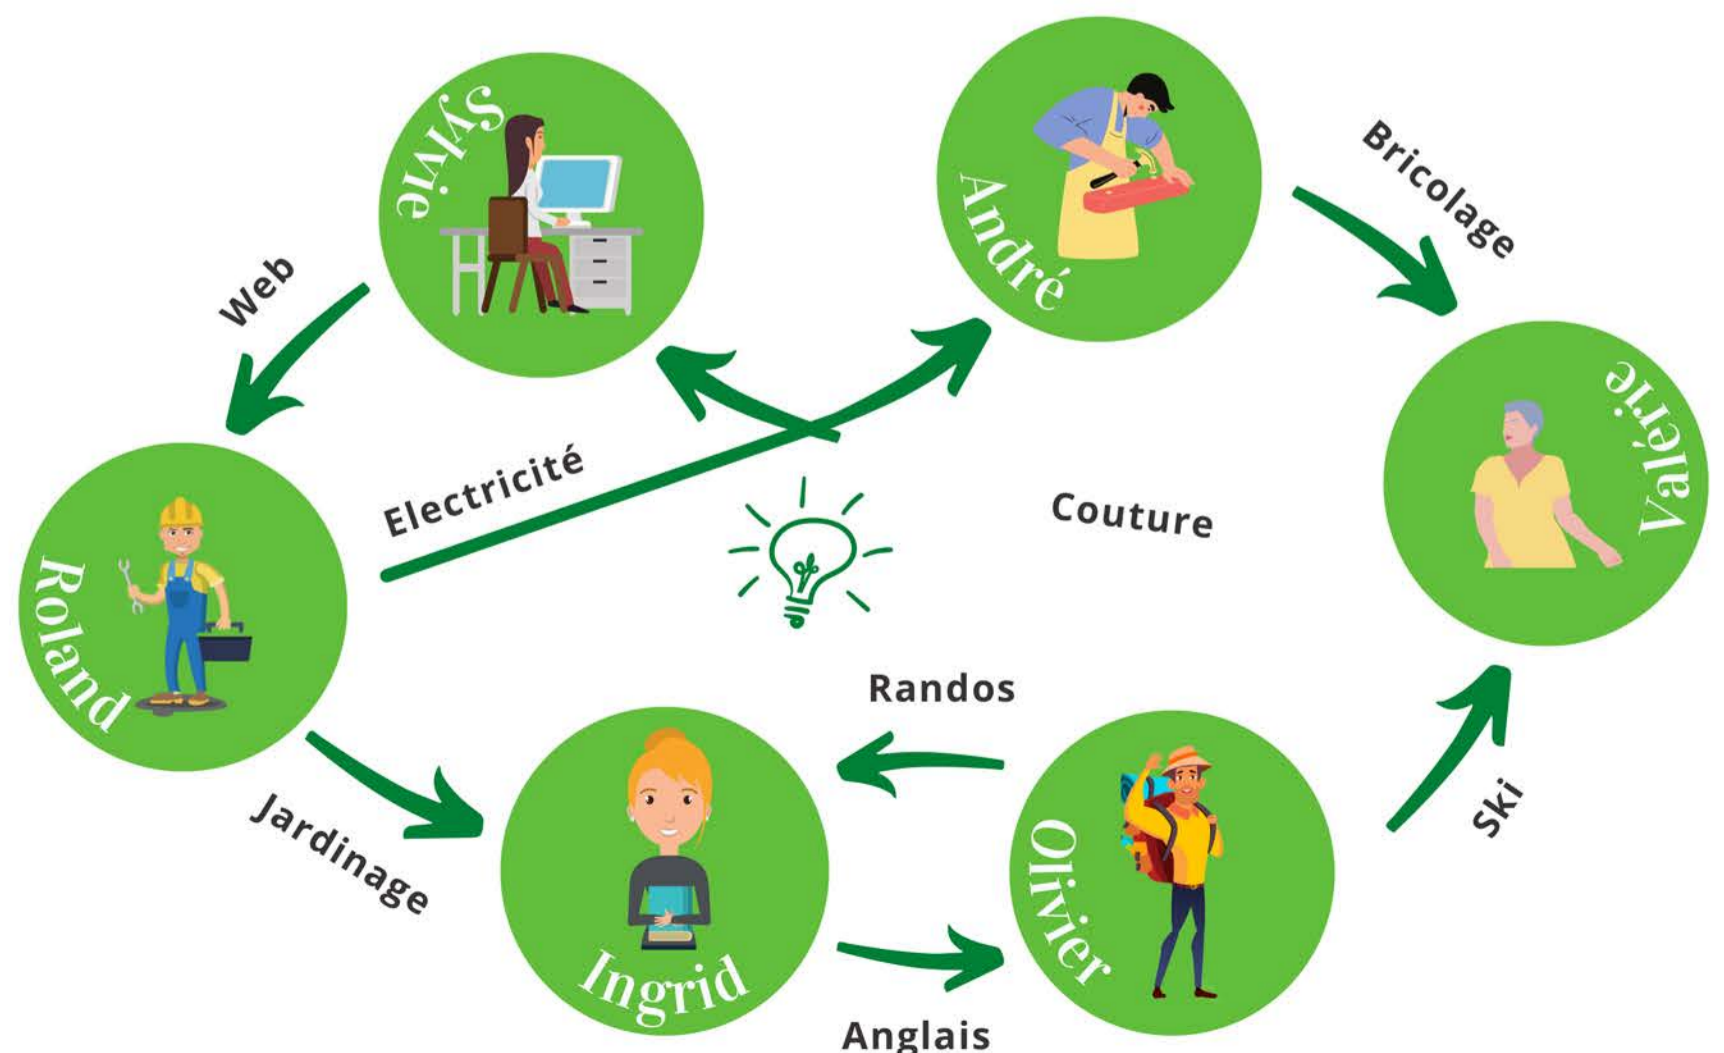 Sylvie
André
Bricolage
Web
Valérie
Electricité
Couture
Roland
Randos
Jardinage
Ski
Olivier
Ingrid
Anglais